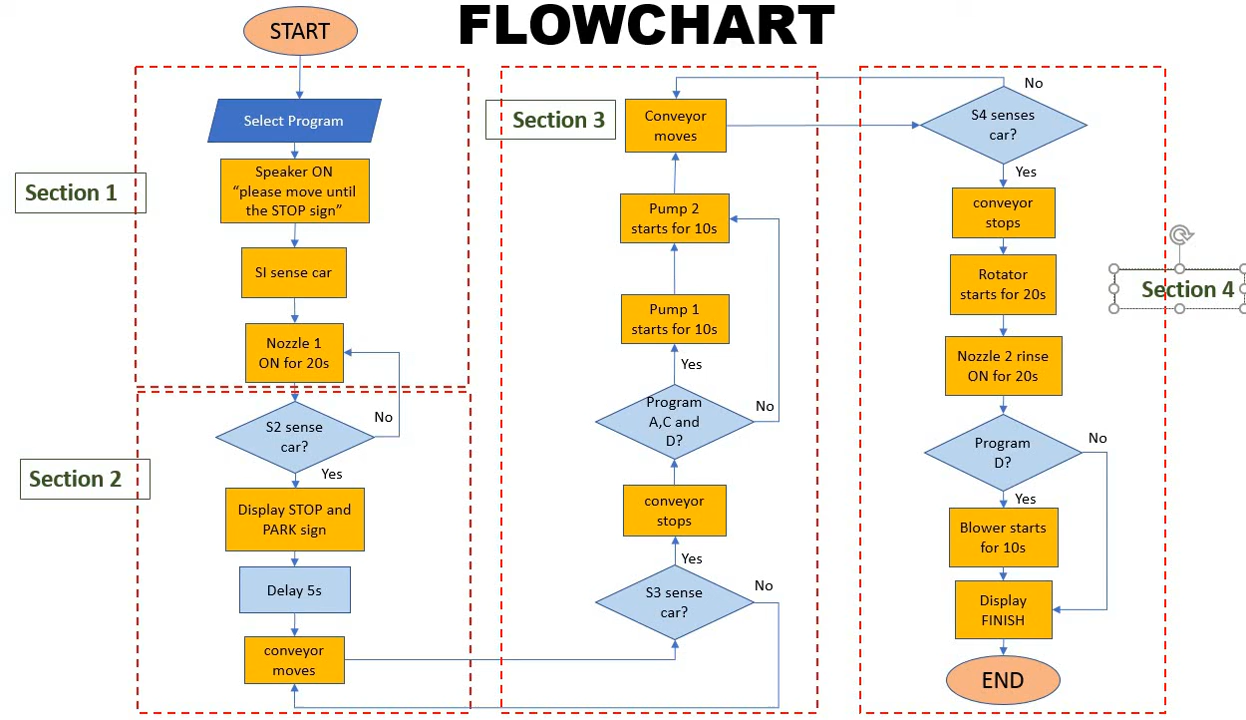 FLOWCHART
START
Section 1
Select Program
Speaker ON
“please move until
the STOP sign”
SI sense car
Nozzle 1
ON for 20s
Section 2
S2 sense
car?
No
Yes
Display STOP and
PARK sign
Delay 5s
conveyor
moves
Section 3
S3 sense
car?
No
Yes
conveyor
stops
Program
A,C and
D?
No
Yes
Pump 1
starts for 10s
Pump 2
starts for 10s
Conveyor
moves
Section 4
S4 senses
car?
No
Yes
conveyor
stops
Rotator
starts for 20s
Nozzle 2 rinse
ON for 20s
Program
D?
No
Yes
Blower starts
for 10s
Display
FINISH
END